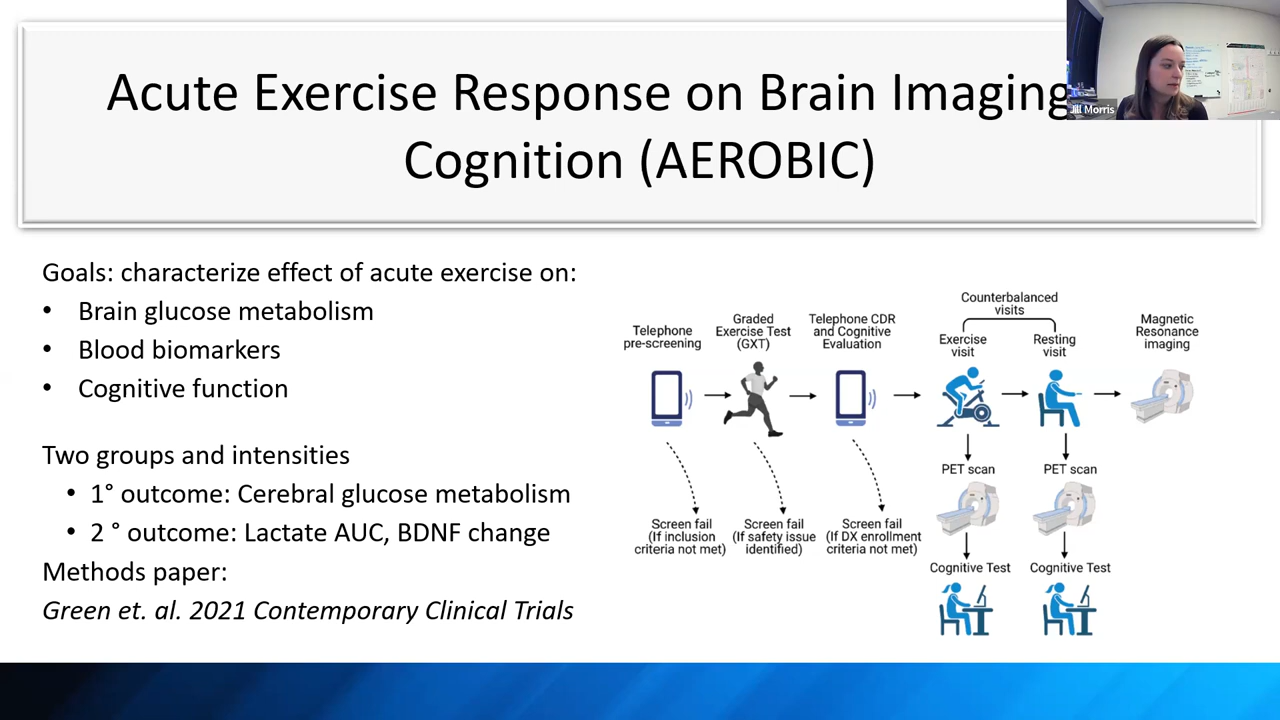 Acute Exercise Response on Brain Imaging
Cognition (AEROBIC)
Jill Morris
Goals: characterize effect of acute exercise on:
• Brain glucose metabolism
• Blood biomarkers
• Cognitive function
Two groups and intensities
• 1° outcome: Cerebral glucose metabolism
• 2 ° outcome: Lactate AUC, BDNF change
Methods paper:
Green et. al. 2021 Contemporary Clinical Trials
Telephone
pre-screening
Graded
Exercise Test
(GXT)
Telephone CDR
and Cognitive
Evaluation
Counterbalanced
visits
Exercise
visit
Resting
visit
Magnetic
Resonance
imaging
Screen fail
(If inclusion
criteria not met)
Screen fail
(If safety issue
identified)
Screen fail
(If DX enrollment
criteria not met)
PET scan
PET scan
Cognitive Test
Cognitive Test